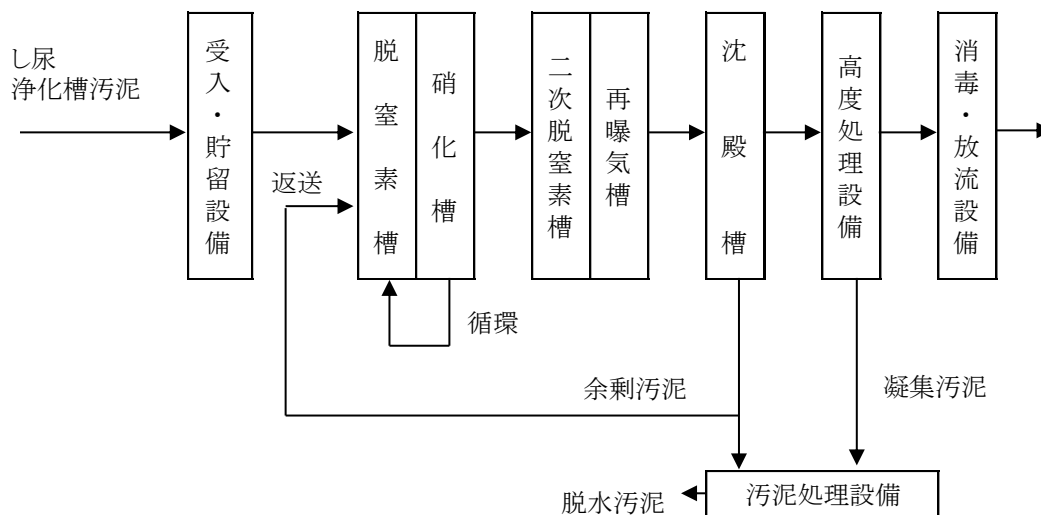 し尿
浄化槽汚泥
受入・貯留設備
脱窒素槽
硝化槽
二次脱窒素槽
再曝気槽
沈殿槽
高度処理設備
消毒・放流設備
返送
循環
余剰汚泥
凝集汚泥
汚泥処理設備
脱水汚泥